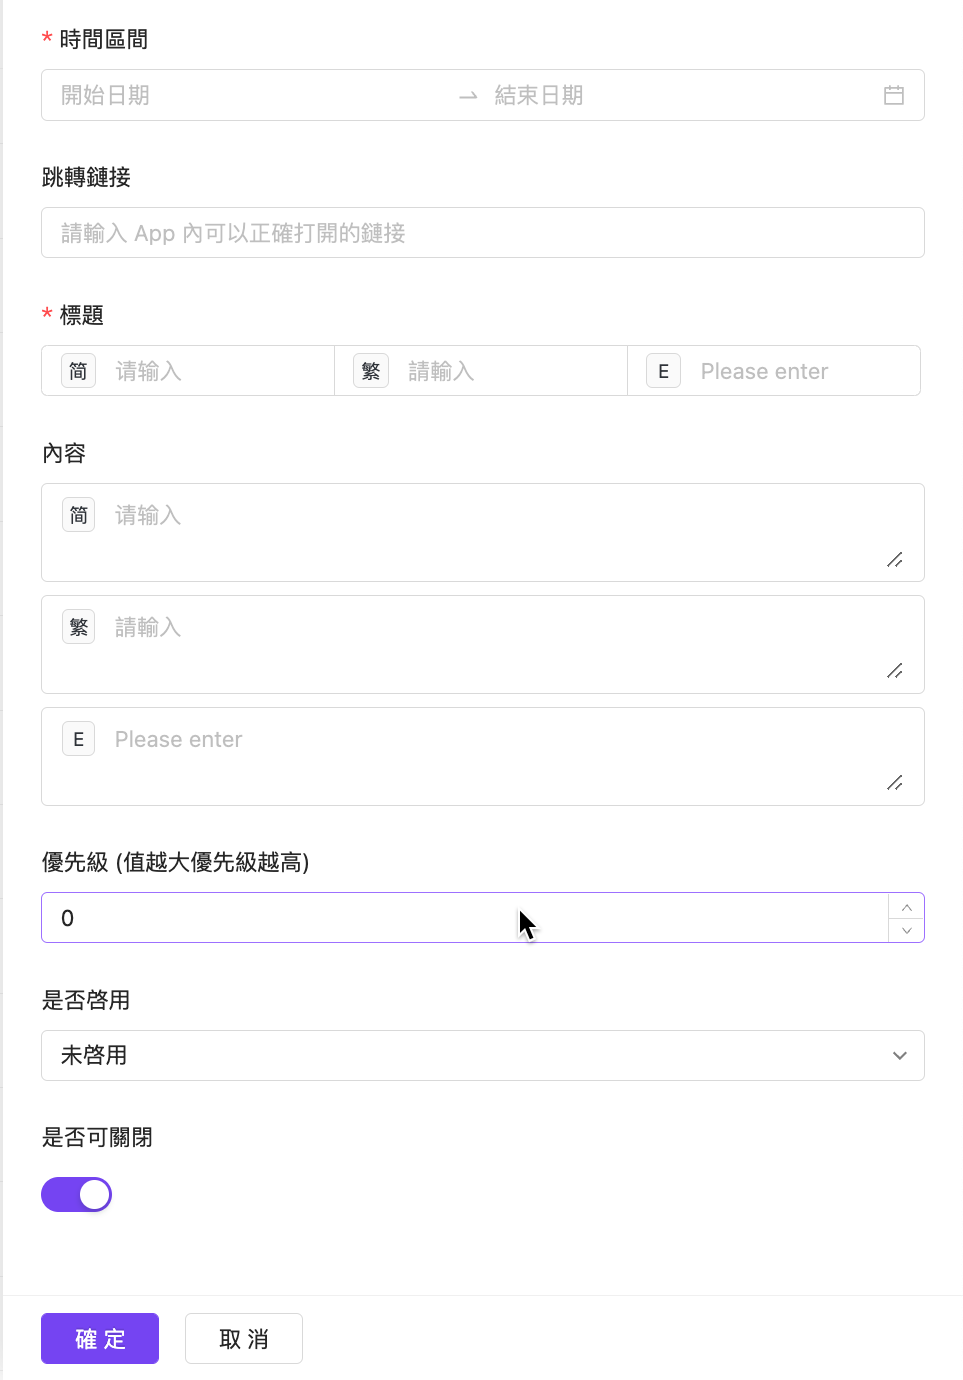 * 時間區間
開始日期 → 結束日期
跳轉鏈接
請輸入 App 內可以正確打開的鏈接
* 標題
简 请输入 繁 請輸入 E Please enter
內容
简 请输入
繁 請輸入
E Please enter
優先級 (值越大優先級越高)
0
是否啓用
未啓用
是否可關閉
確 定 取 消